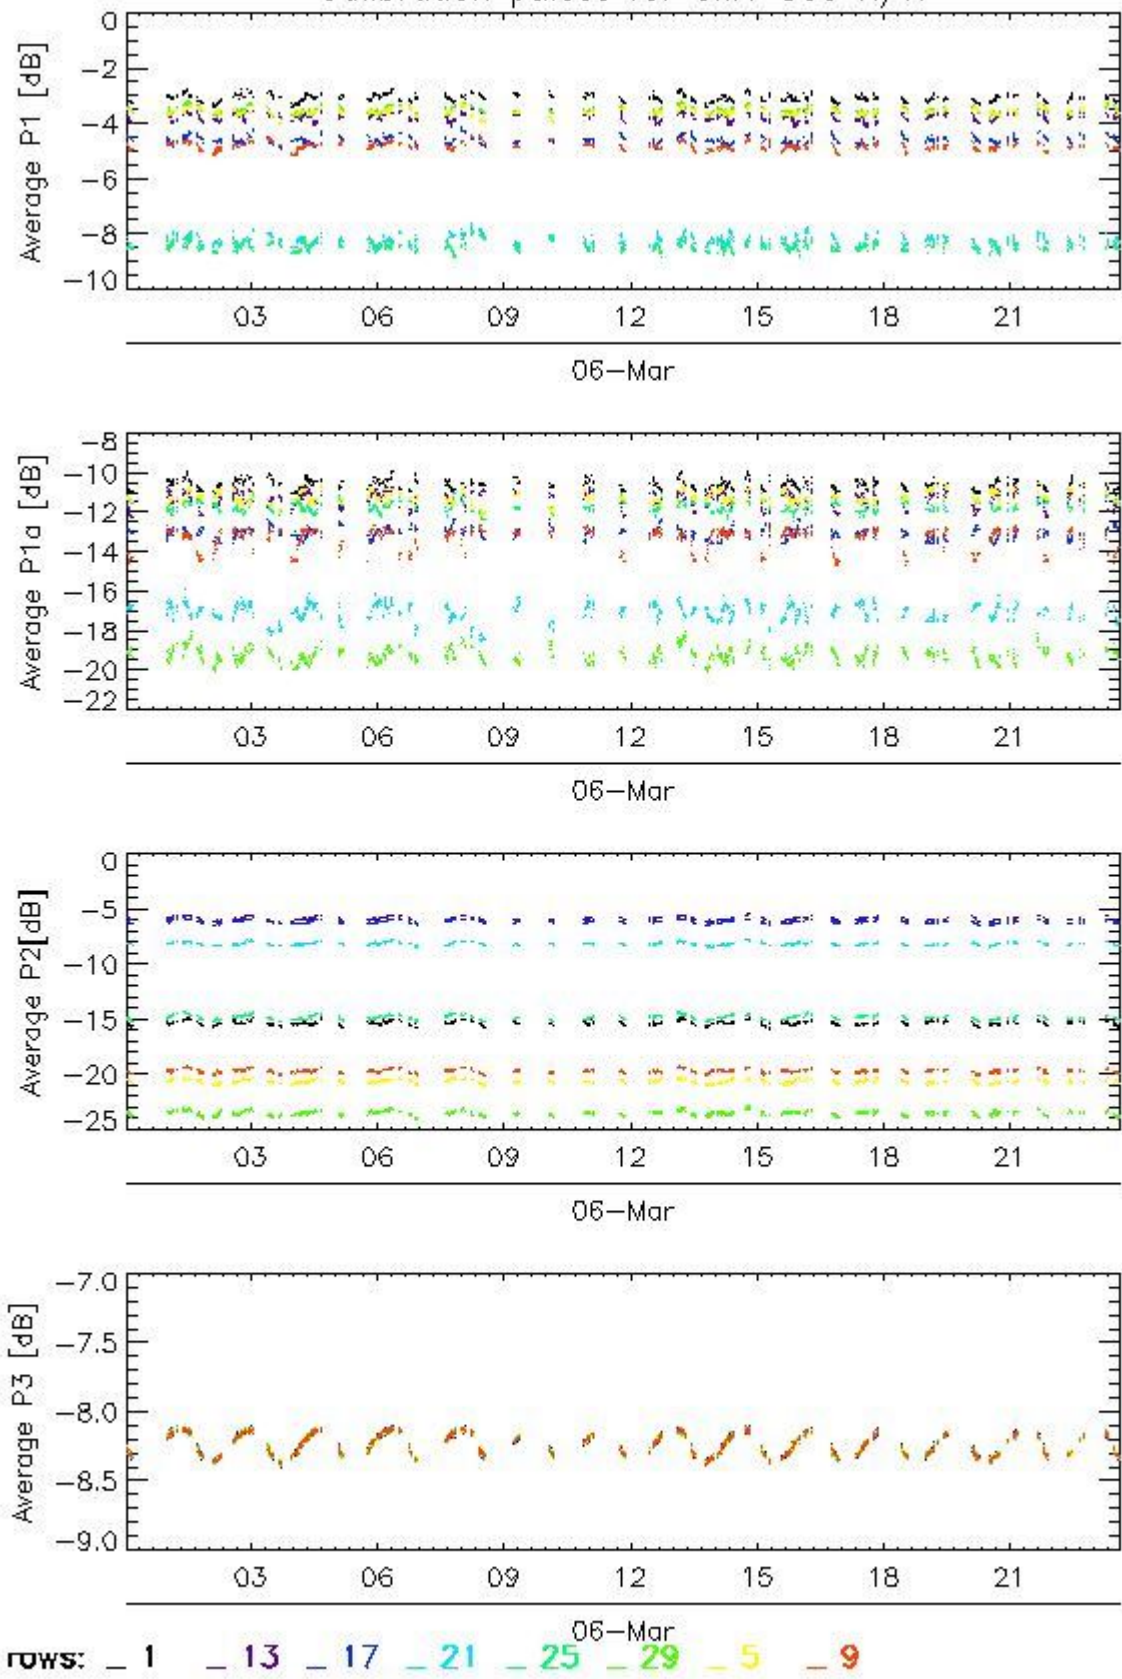 0
-2
-4
-6
-8
-10
Average P1 [dB]
03 06 09 12 15 18 21
06-Mar
-8
-10
-12
-14
-16
-18
-20
-22
Average P1a [dB]
03 06 09 12 15 18 21
06-Mar
0
-5
-10
-15
-20
-25
Average P2[dB]
03 06 09 12 15 18 21
06-Mar
-7.0
-7.5
-8.0
-8.5
-9.0
Average P3 [dB]
03 06 09 12 15 18 21
06-Mar
rows: _ 1 _ 13 _ 17 _ 21 _ 25 _ 29 _ 5 _ 9